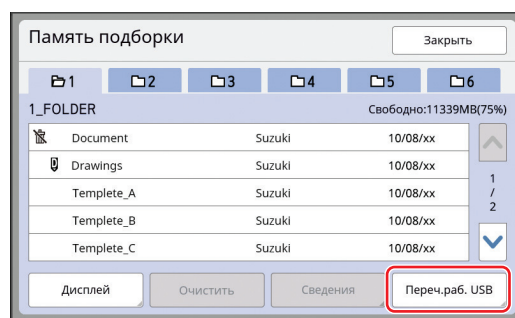 Память подборки Закрыть
1 2 3 4 5 6
1_FOLDER Свободно:11339MB(75%)
Document Suzuki 10/08/xx
Drawings Suzuki 10/08/xx
Templete_A Suzuki 10/08/xx
Templete_B Suzuki 10/08/xx
Templete_C Suzuki 10/08/xx
1
/
2
Дисплей Очистить Сведения Переч.раб. USB